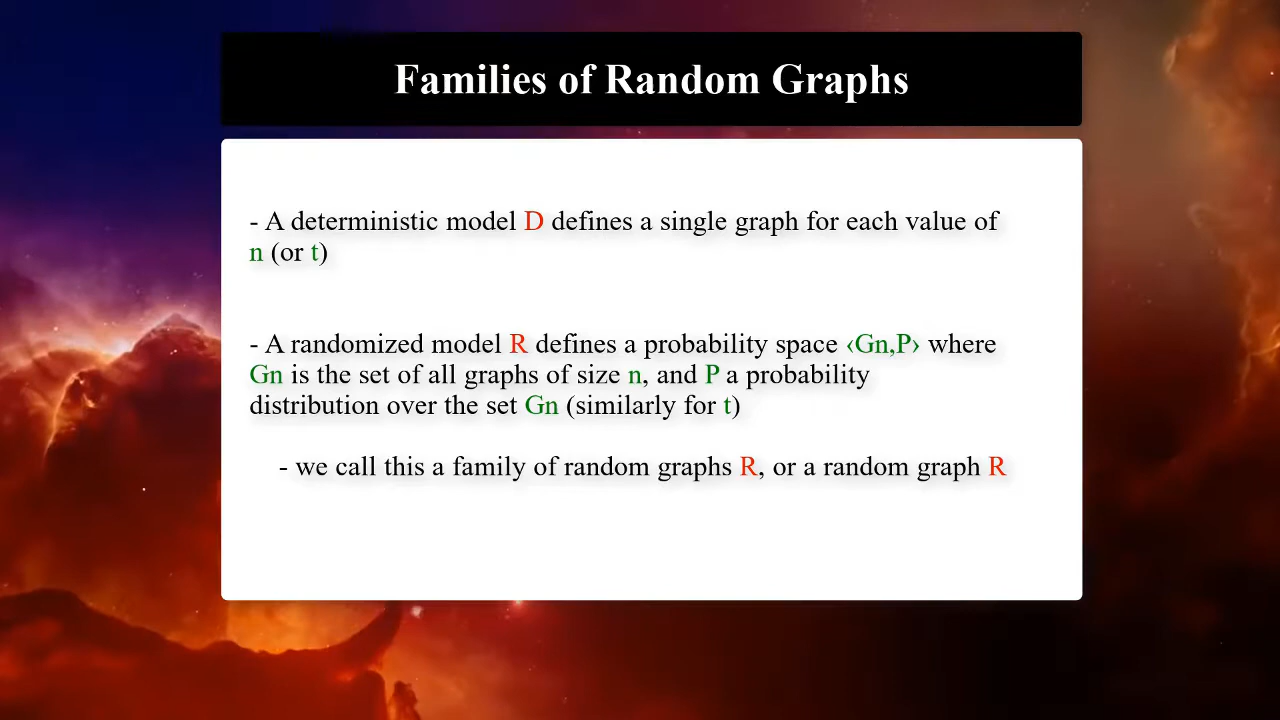 Families of Random Graphs
- A deterministic model D defines a single graph for each value of
n (or t)
- A randomized model R defines a probability space ‹Gn,P› where
Gn is the set of all graphs of size n, and P a probability
distribution over the set Gn (similarly for t)
- we call this a family of random graphs R, or a random graph R